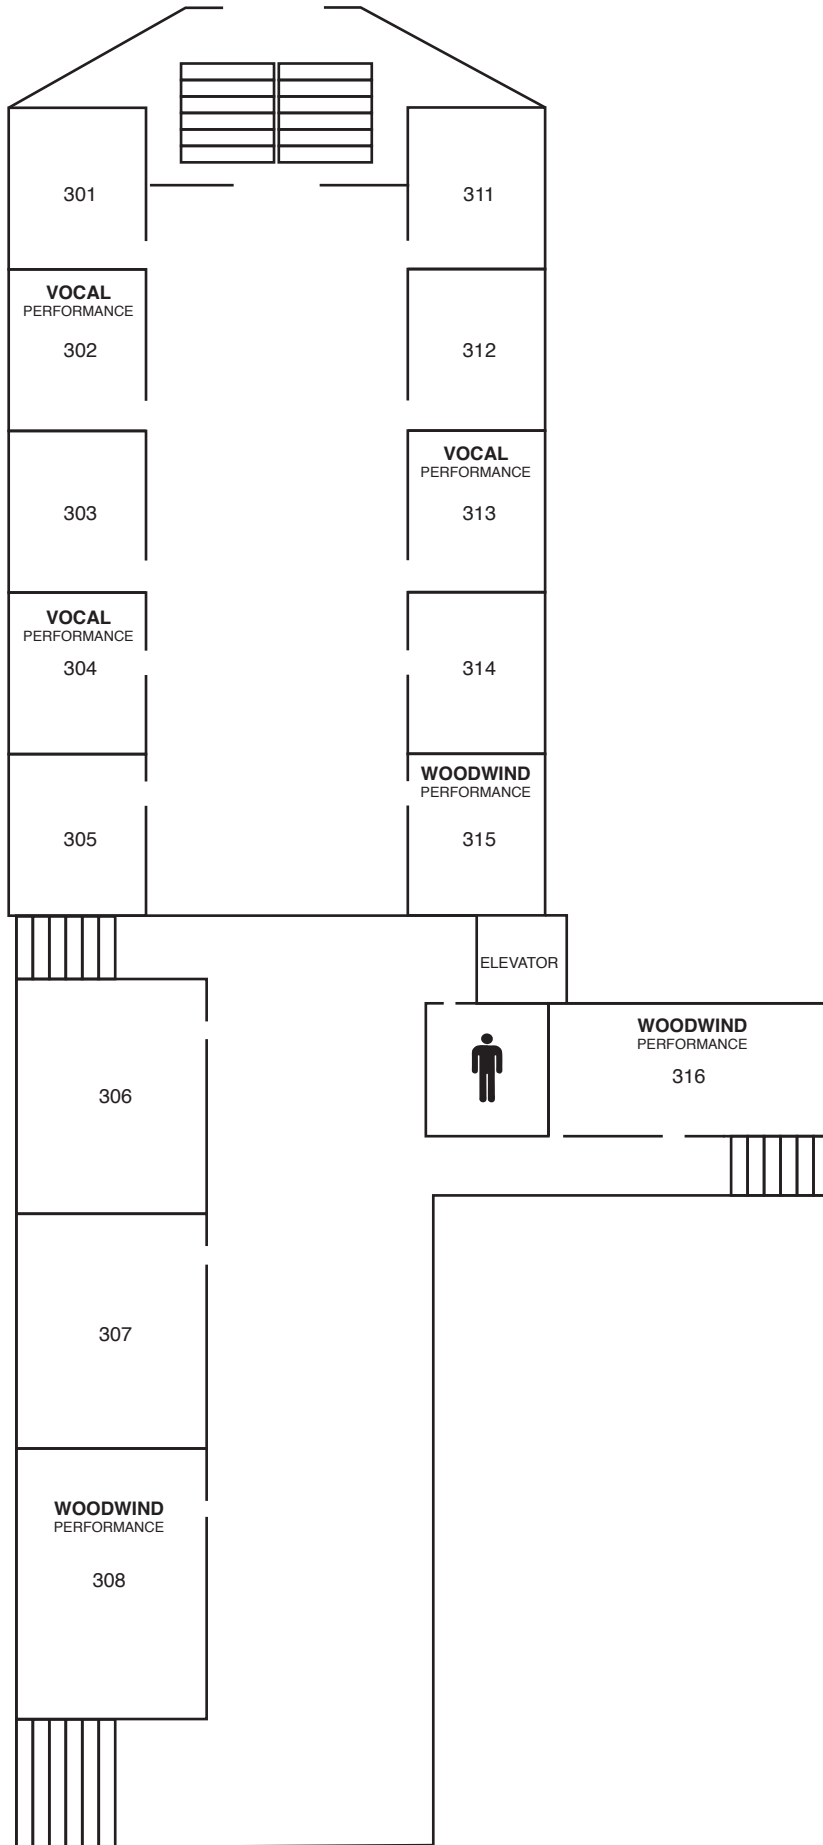 301
311
VOCAL
PERFORMANCE
302
312
303
VOCAL
PERFORMANCE
313
VOCAL
PERFORMANCE
304
314
305
WOODWIND
PERFORMANCE
315
ELEVATOR
306
WOODWIND
PERFORMANCE
316
307
WOODWIND
PERFORMANCE
308